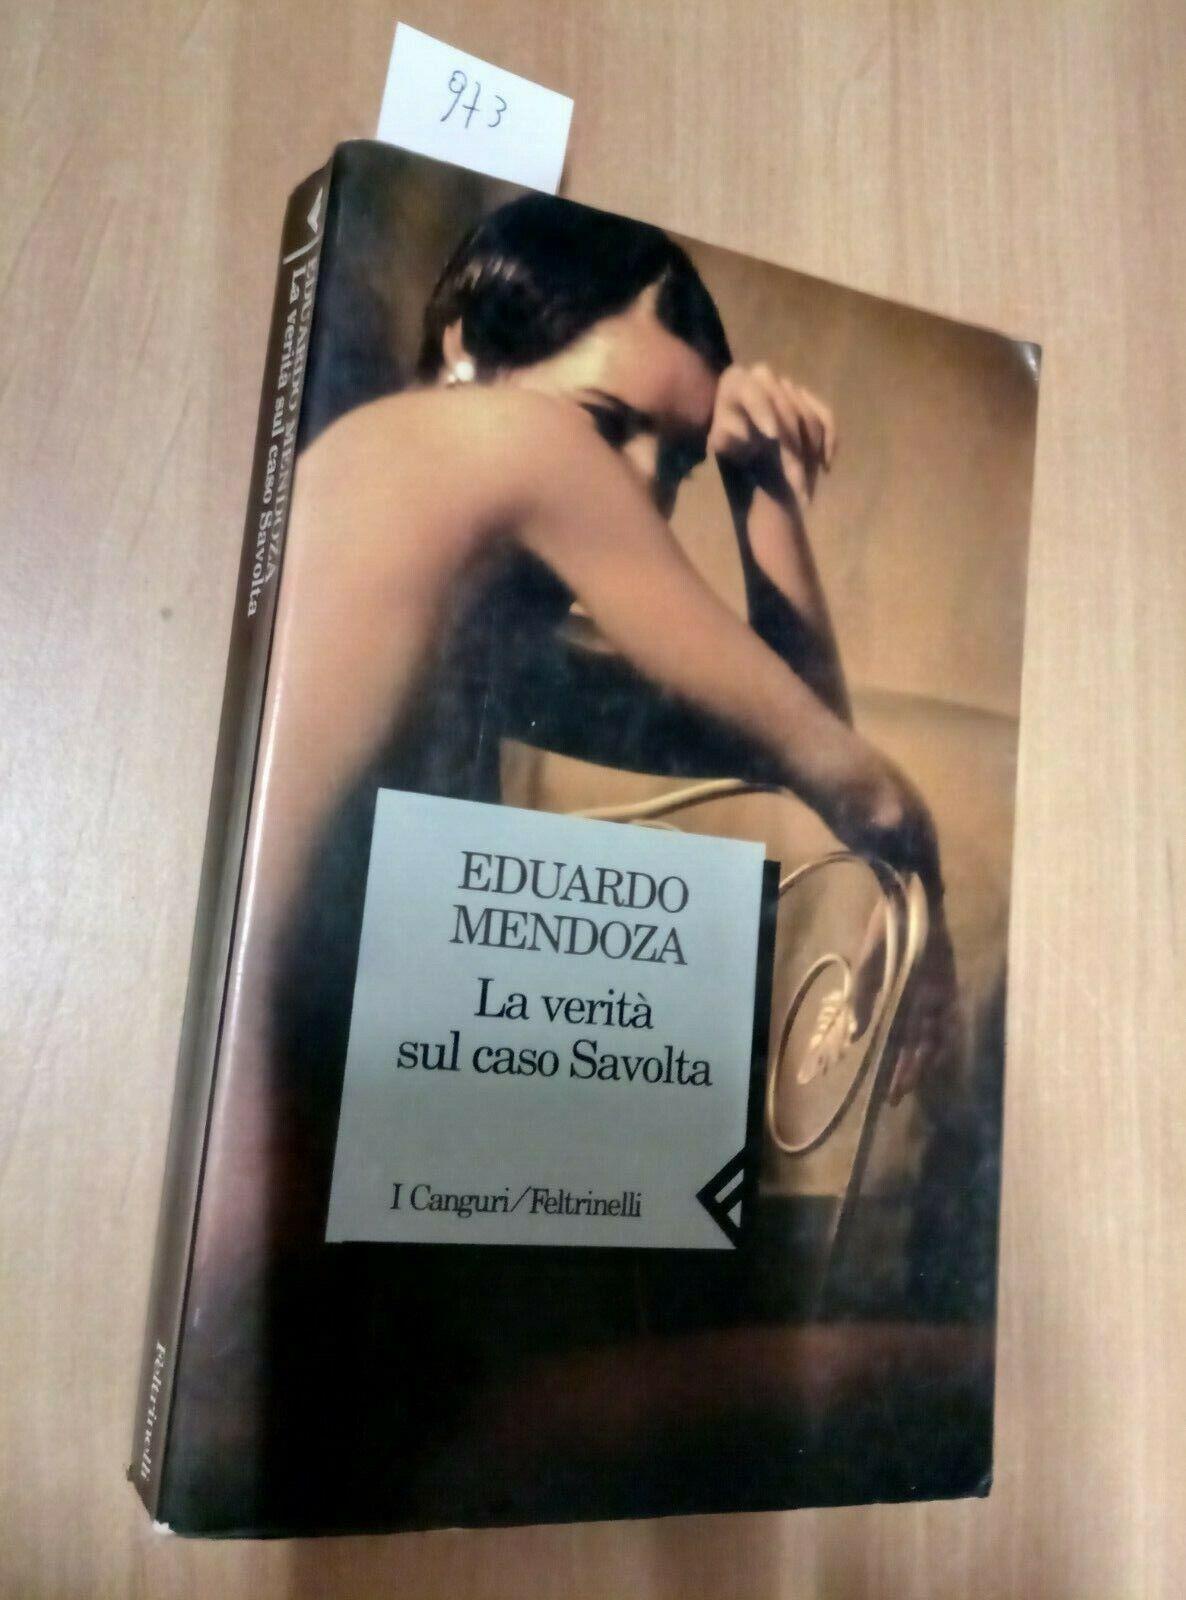 973
EDUARDO MENDOZA
La verità sul caso Savolta
Feltrinelli
EDUARDO
MENDOZA
La verità
sul caso Savolta
I Canguri/Feltrinelli